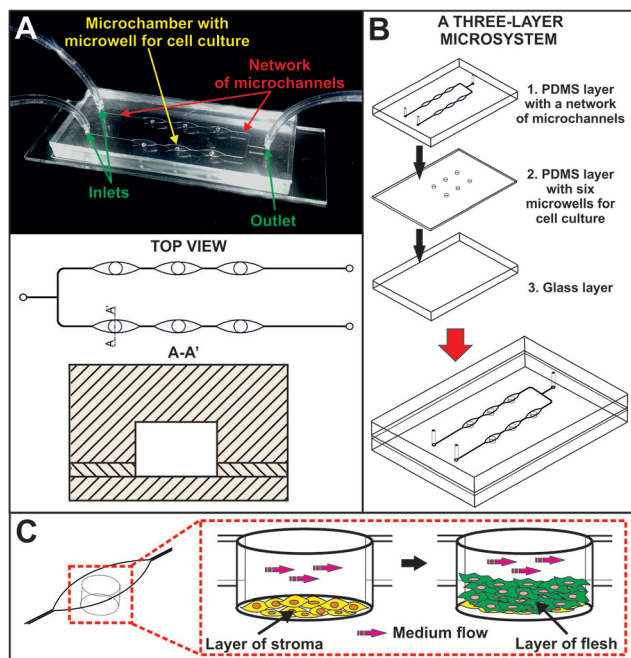 A
Microchamber with
microwell for cell culture
Network
of microchannels
Inlets
Outlet
TOP VIEW
A'
A
A-A'
B
A THREE-LAYER
MICROSYSTEM
1. PDMS layer
with a network of
microchannels
2. PDMS layer
with six
microwells for
cell culture
3. Glass layer
C
Layer of stroma
Medium flow
Layer of flesh